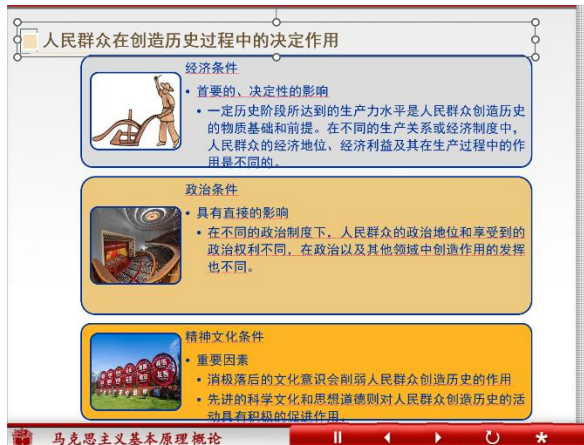 人民群众在创造历史过程中的决定作用
经济条件
• 首要的、决定性的影响
• 一定历史阶段所达到的生产力水平是人民群众创造历史
的物质基础和前提。在不同的生产关系或经济制度中，
人民群众的经济地位、经济利益及其在生产过程中的作
用是不同的。
政治条件
• 具有直接的影响
• 在不同的政治制度下，人民群众的政治地位和享受到的
政治权利不同，在政治以及其他领域中创造作用的发挥
也不同。
精神文化条件
• 重要因素
• 消极落后的文化意识会削弱人民群众创造历史的作用
• 先进的科学文化和思想道德则对人民群众创造历史的活
动具有积极的促进作用。
马克思主义基本原理概论